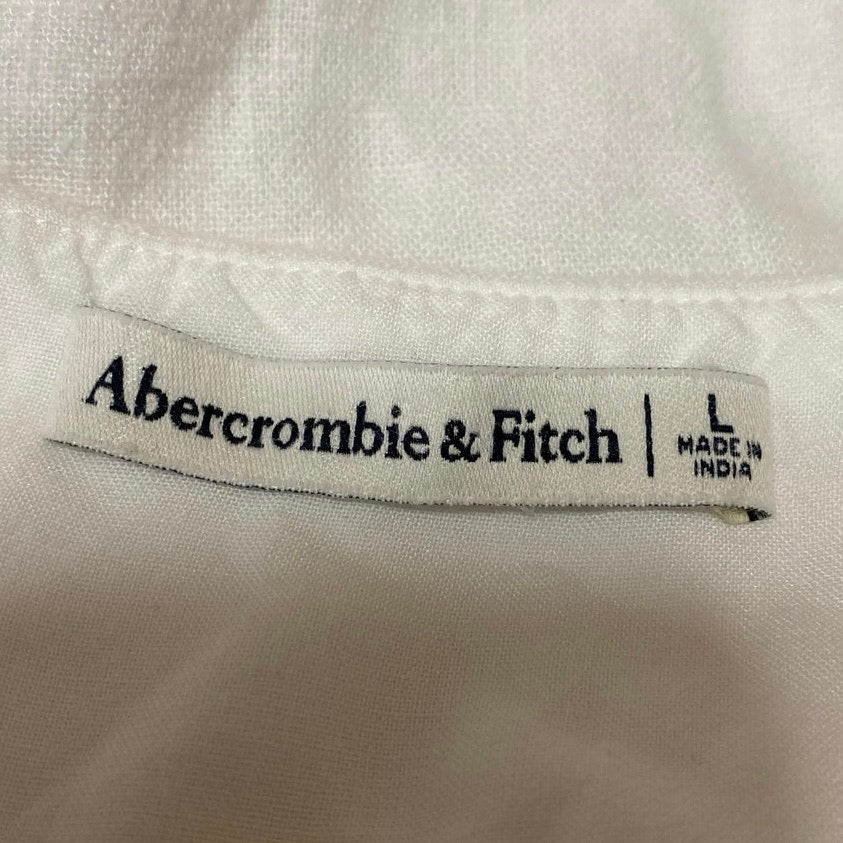 Abercrombie & Fitch | L
MADE IN
INDIA